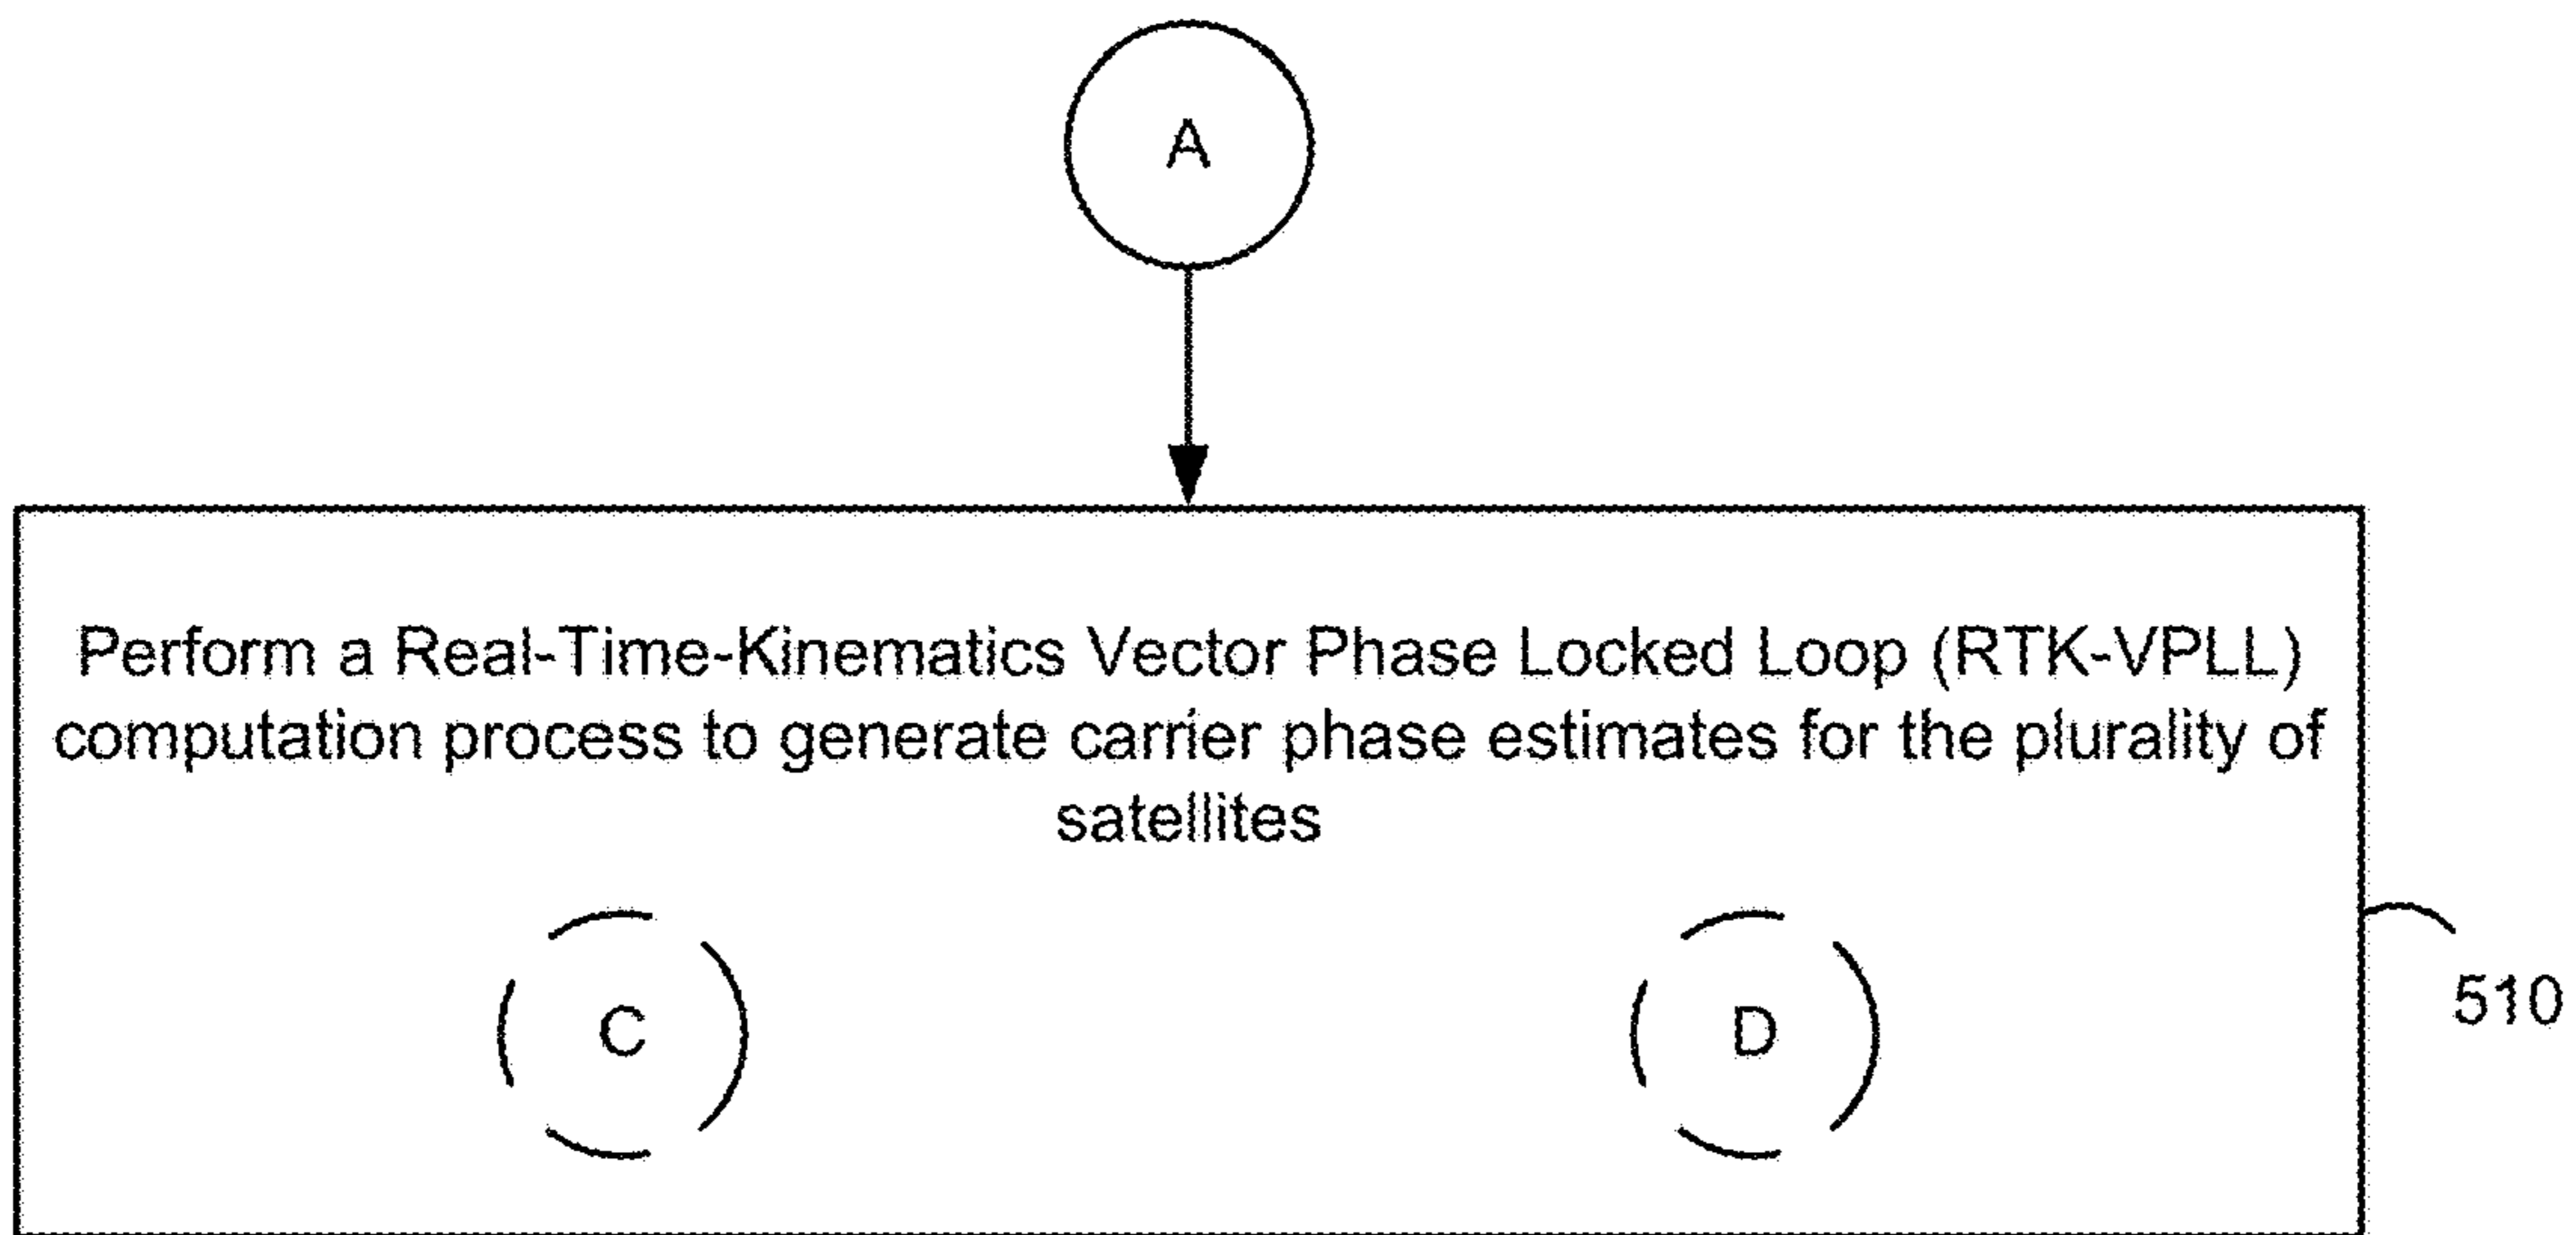 A
Perform a Real-Time-Kinematics Vector Phase Locked Loop (RTK-VPLL)
computation process to generate carrier phase estimates for the plurality of
satellites
C
D
510